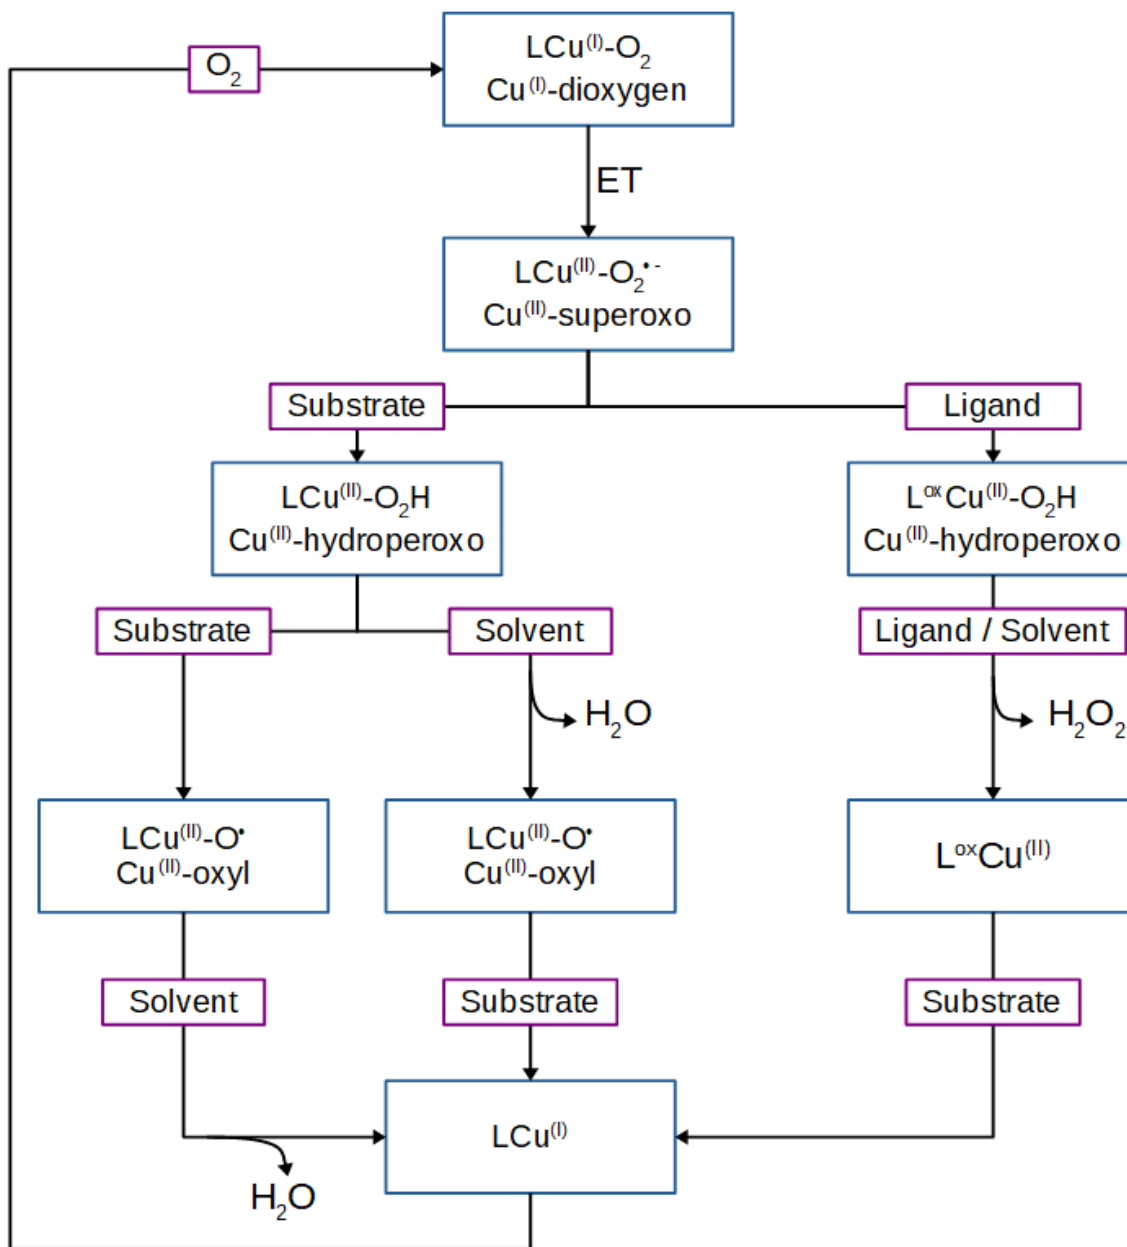 O₂
LCu⁽ᴵ⁾-O₂
Cu⁽ᴵ⁾-dioxygen
ET
LCu⁽ᴵᴵ⁾-O₂•-
Cu⁽ᴵᴵ⁾-superoxo
Substrate
Ligand
LCu⁽ᴵᴵ⁾-O₂H
Cu⁽ᴵᴵ⁾-hydroperoxo
LᵒˣCu⁽ᴵᴵ⁾-O₂H
Cu⁽ᴵᴵ⁾-hydroperoxo
Substrate
Solvent
Ligand / Solvent
H₂O
H₂O₂
LCu⁽ᴵᴵ⁾-O•
Cu⁽ᴵᴵ⁾-oxyl
LCu⁽ᴵᴵ⁾-O•
Cu⁽ᴵᴵ⁾-oxyl
LᵒˣCu⁽ᴵᴵ⁾
Solvent
Substrate
Substrate
LCu⁽ᴵ⁾
H₂O